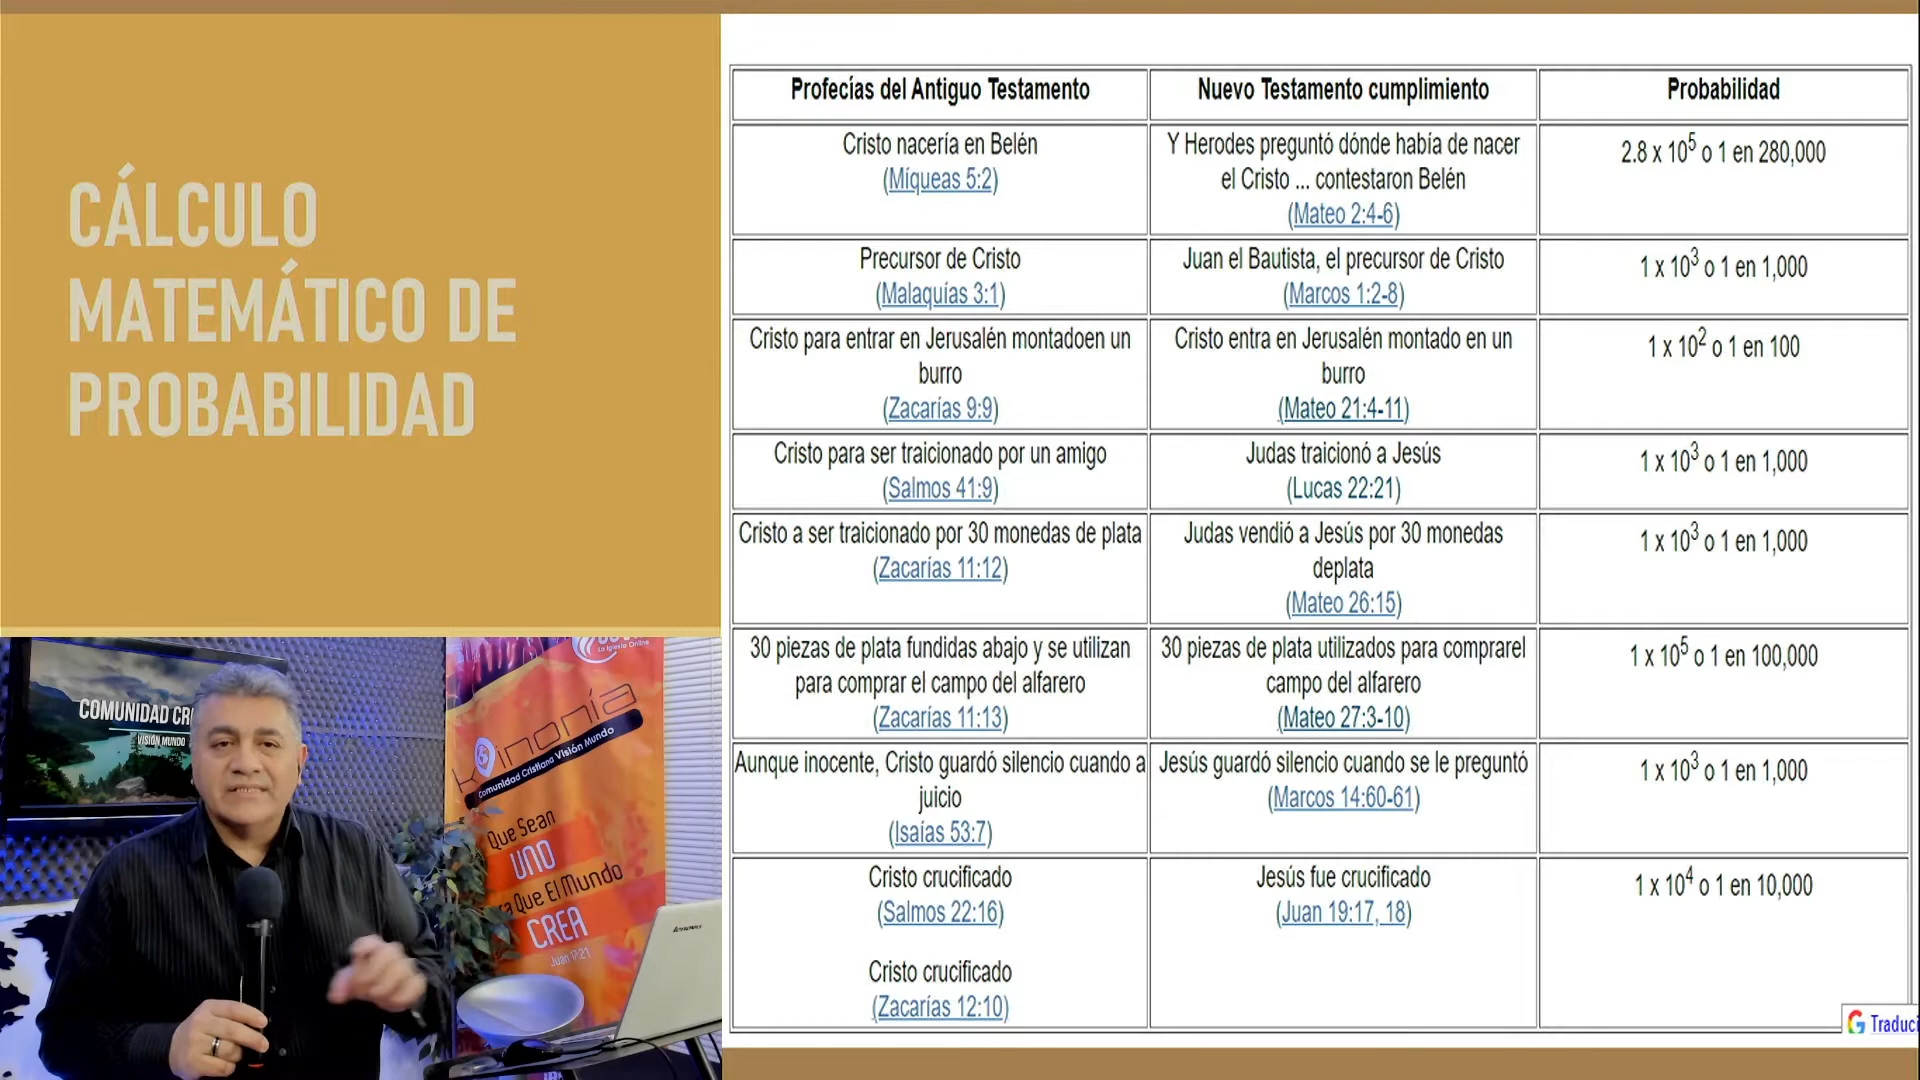 CÁLCULO
MATEMÁTICO DE
PROBABILIDAD
Profecías del Antiguo Testamento
Nuevo Testamento cumplimiento
Probabilidad
Cristo nacería en Belén
(Míqueas 5:2)
Y Herodes preguntó dónde había de nacer
el Cristo ... contestaron Belén
(Mateo 2:4-6)
2.8 x 10⁵ o 1 en 280,000
Precursor de Cristo
(Malaquías 3:1)
Juan el Bautista, el precursor de Cristo
(Marcos 1:2-8)
1 x 10³ o 1 en 1,000
Cristo para entrar en Jerusalén montadoen un
burro
(Zacarías 9:9)
Cristo entra en Jerusalén montado en un
burro
(Mateo 21:4-11)
1 x 10² o 1 en 100
Cristo para ser traicionado por un amigo
(Salmos 41:9)
Judas traicionó a Jesús
(Lucas 22:21)
1 x 10³ o 1 en 1,000
Cristo a ser traicionado por 30 monedas de plata
(Zacarías 11:12)
Judas vendió a Jesús por 30 monedas
deplata
(Mateo 26:15)
1 x 10³ o 1 en 1,000
30 piezas de plata fundidas abajo y se utilizan
para comprar el campo del alfarero
(Zacarías 11:13)
30 piezas de plata utilizados para comprarel
campo del alfarero
(Mateo 27:3-10)
1 x 10⁵ o 1 en 100,000
Aunque inocente, Cristo guardó silencio cuando a
juicio
(Isaías 53:7)
Jesús guardó silencio cuando se le preguntó
(Marcos 14:60-61)
1 x 10³ o 1 en 1,000
Cristo crucificado
(Salmos 22:16)
Cristo crucificado
(Zacarías 12:10)
Jesús fue crucificado
(Juan 19:17, 18)
1 x 10⁴ o 1 en 10,000
G Traduci
COMUNIDAD CRI
VISIÓN MUNDO
La Iglesia Online
koinonía
Comunidad Cristiana Visión Mundo
Que Sean
UNO
ra Que El Mundo
CREA
Juan 17:21
Lenovo